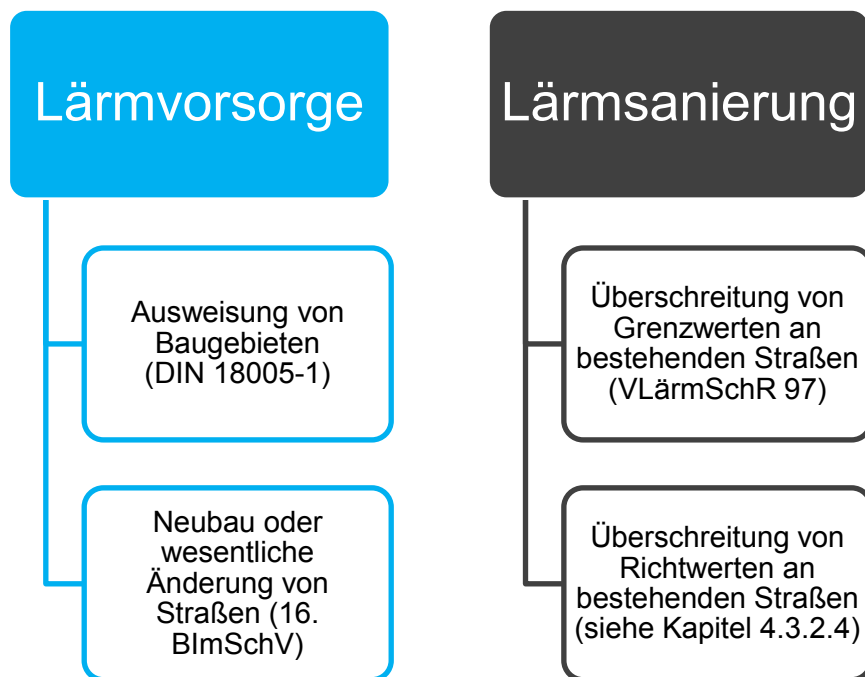 Lärmvorsorge
Ausweisung von
Baugebieten
(DIN 18005-1)
Neubau oder
wesentliche
Änderung von
Straßen (16.
BImSchV)
Lärmsanierung
Überschreitung von
Grenzwerten an
bestehenden Straßen
(VLärmSchR 97)
Überschreitung von
Richtwerten an
bestehenden Straßen
(siehe Kapitel 4.3.2.4)